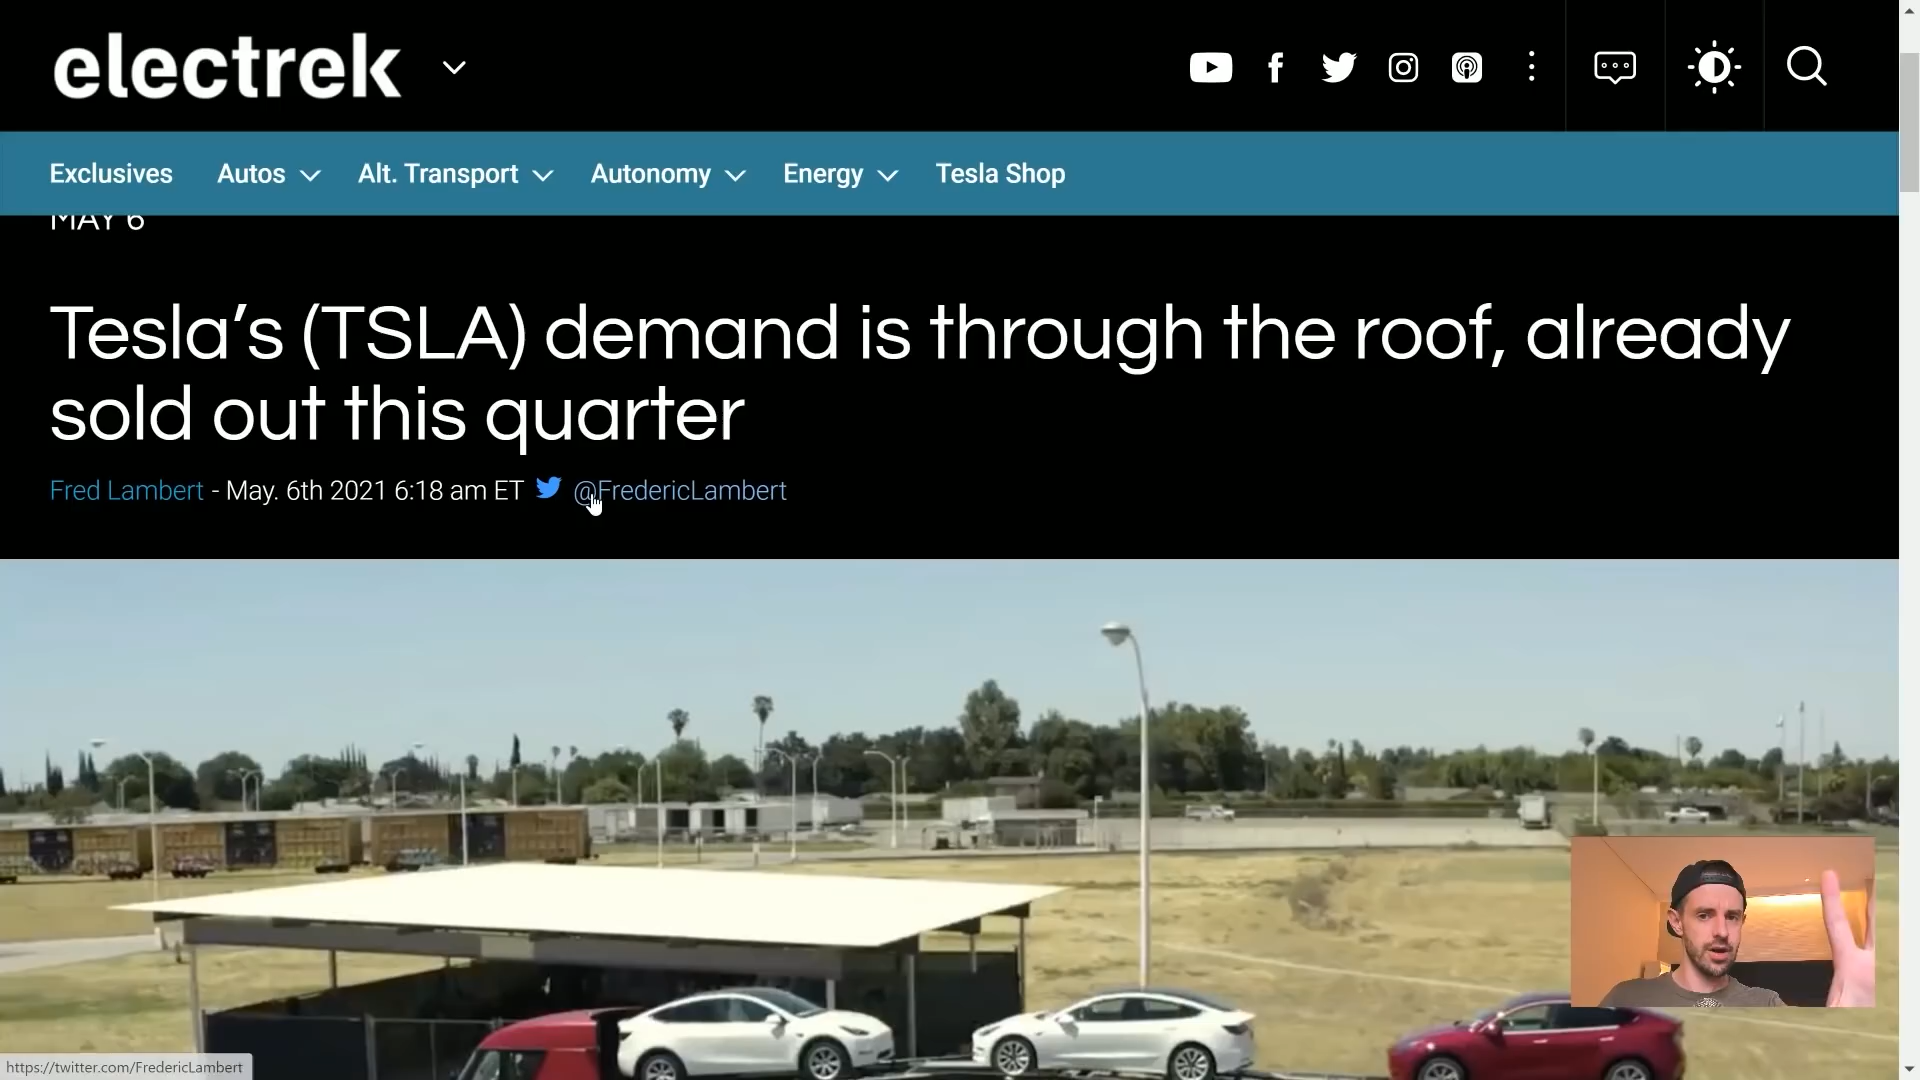 electrek
Exclusives Autos Alt. Transport Autonomy Energy Tesla Shop
MAY 6
Tesla’s (TSLA) demand is through the roof, already
sold out this quarter
Fred Lambert - May. 6th 2021 6:18 am ET @FredericLambert
https://twitter.com/FredericLambert